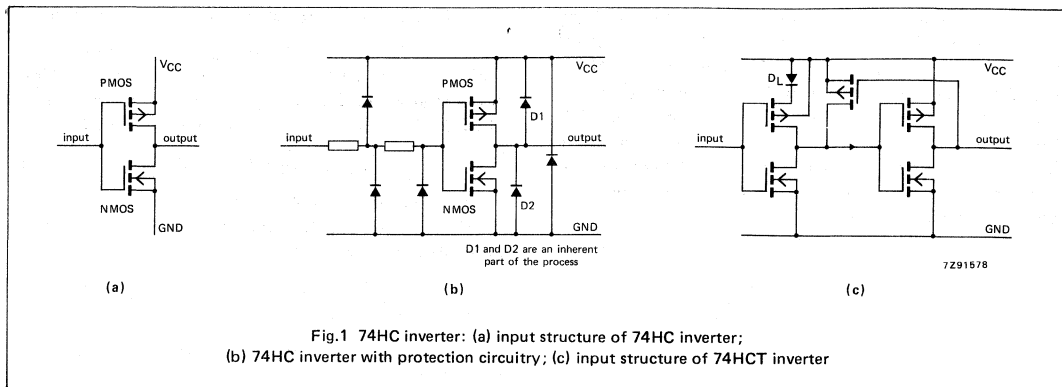 VCC
PMOS
input
output
NMOS
GND
(a)
VCC
PMOS
D1
input
output
NMOS
D2
GND
D1 and D2 are an inherent
part of the process
(b)
VCC
DL
input
output
GND
7Z91578
(c)
Fig.1 74HC inverter: (a) input structure of 74HC inverter;
(b) 74HC inverter with protection circuitry; (c) input structure of 74HCT inverter